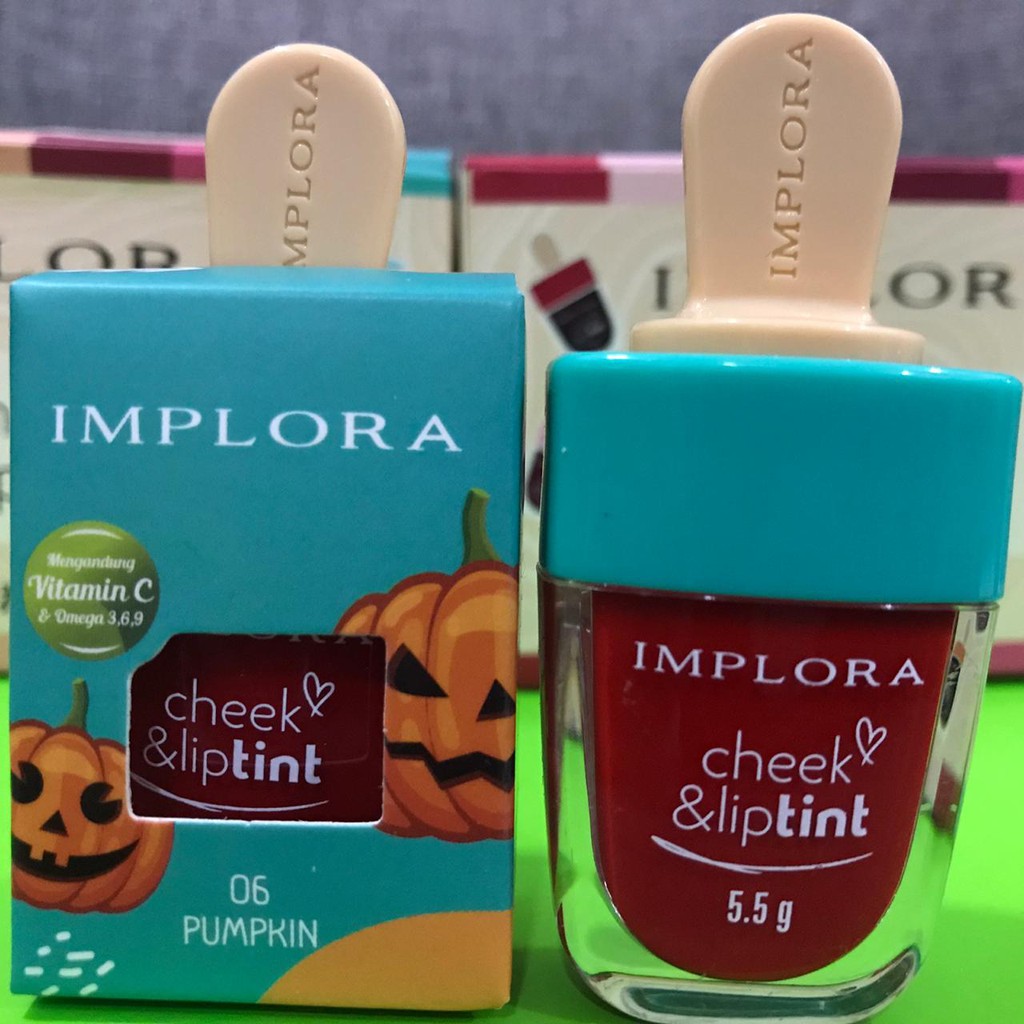 IMPLORA
IMPLORA
IMPLORA
Mengandung
Vitamin C
& Omega 3,6,9
cheek
&liptint
06
PUMPKIN
IMPLORA
cheek
&liptint
5.5 g